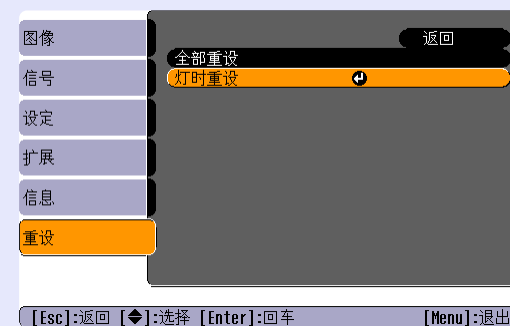 图像
信号
设定
扩展
信息
重设
返回
全部重设
灯时重设
[Esc]:返回 [◆]:选择 [Enter]:回车 [Menu]:退出